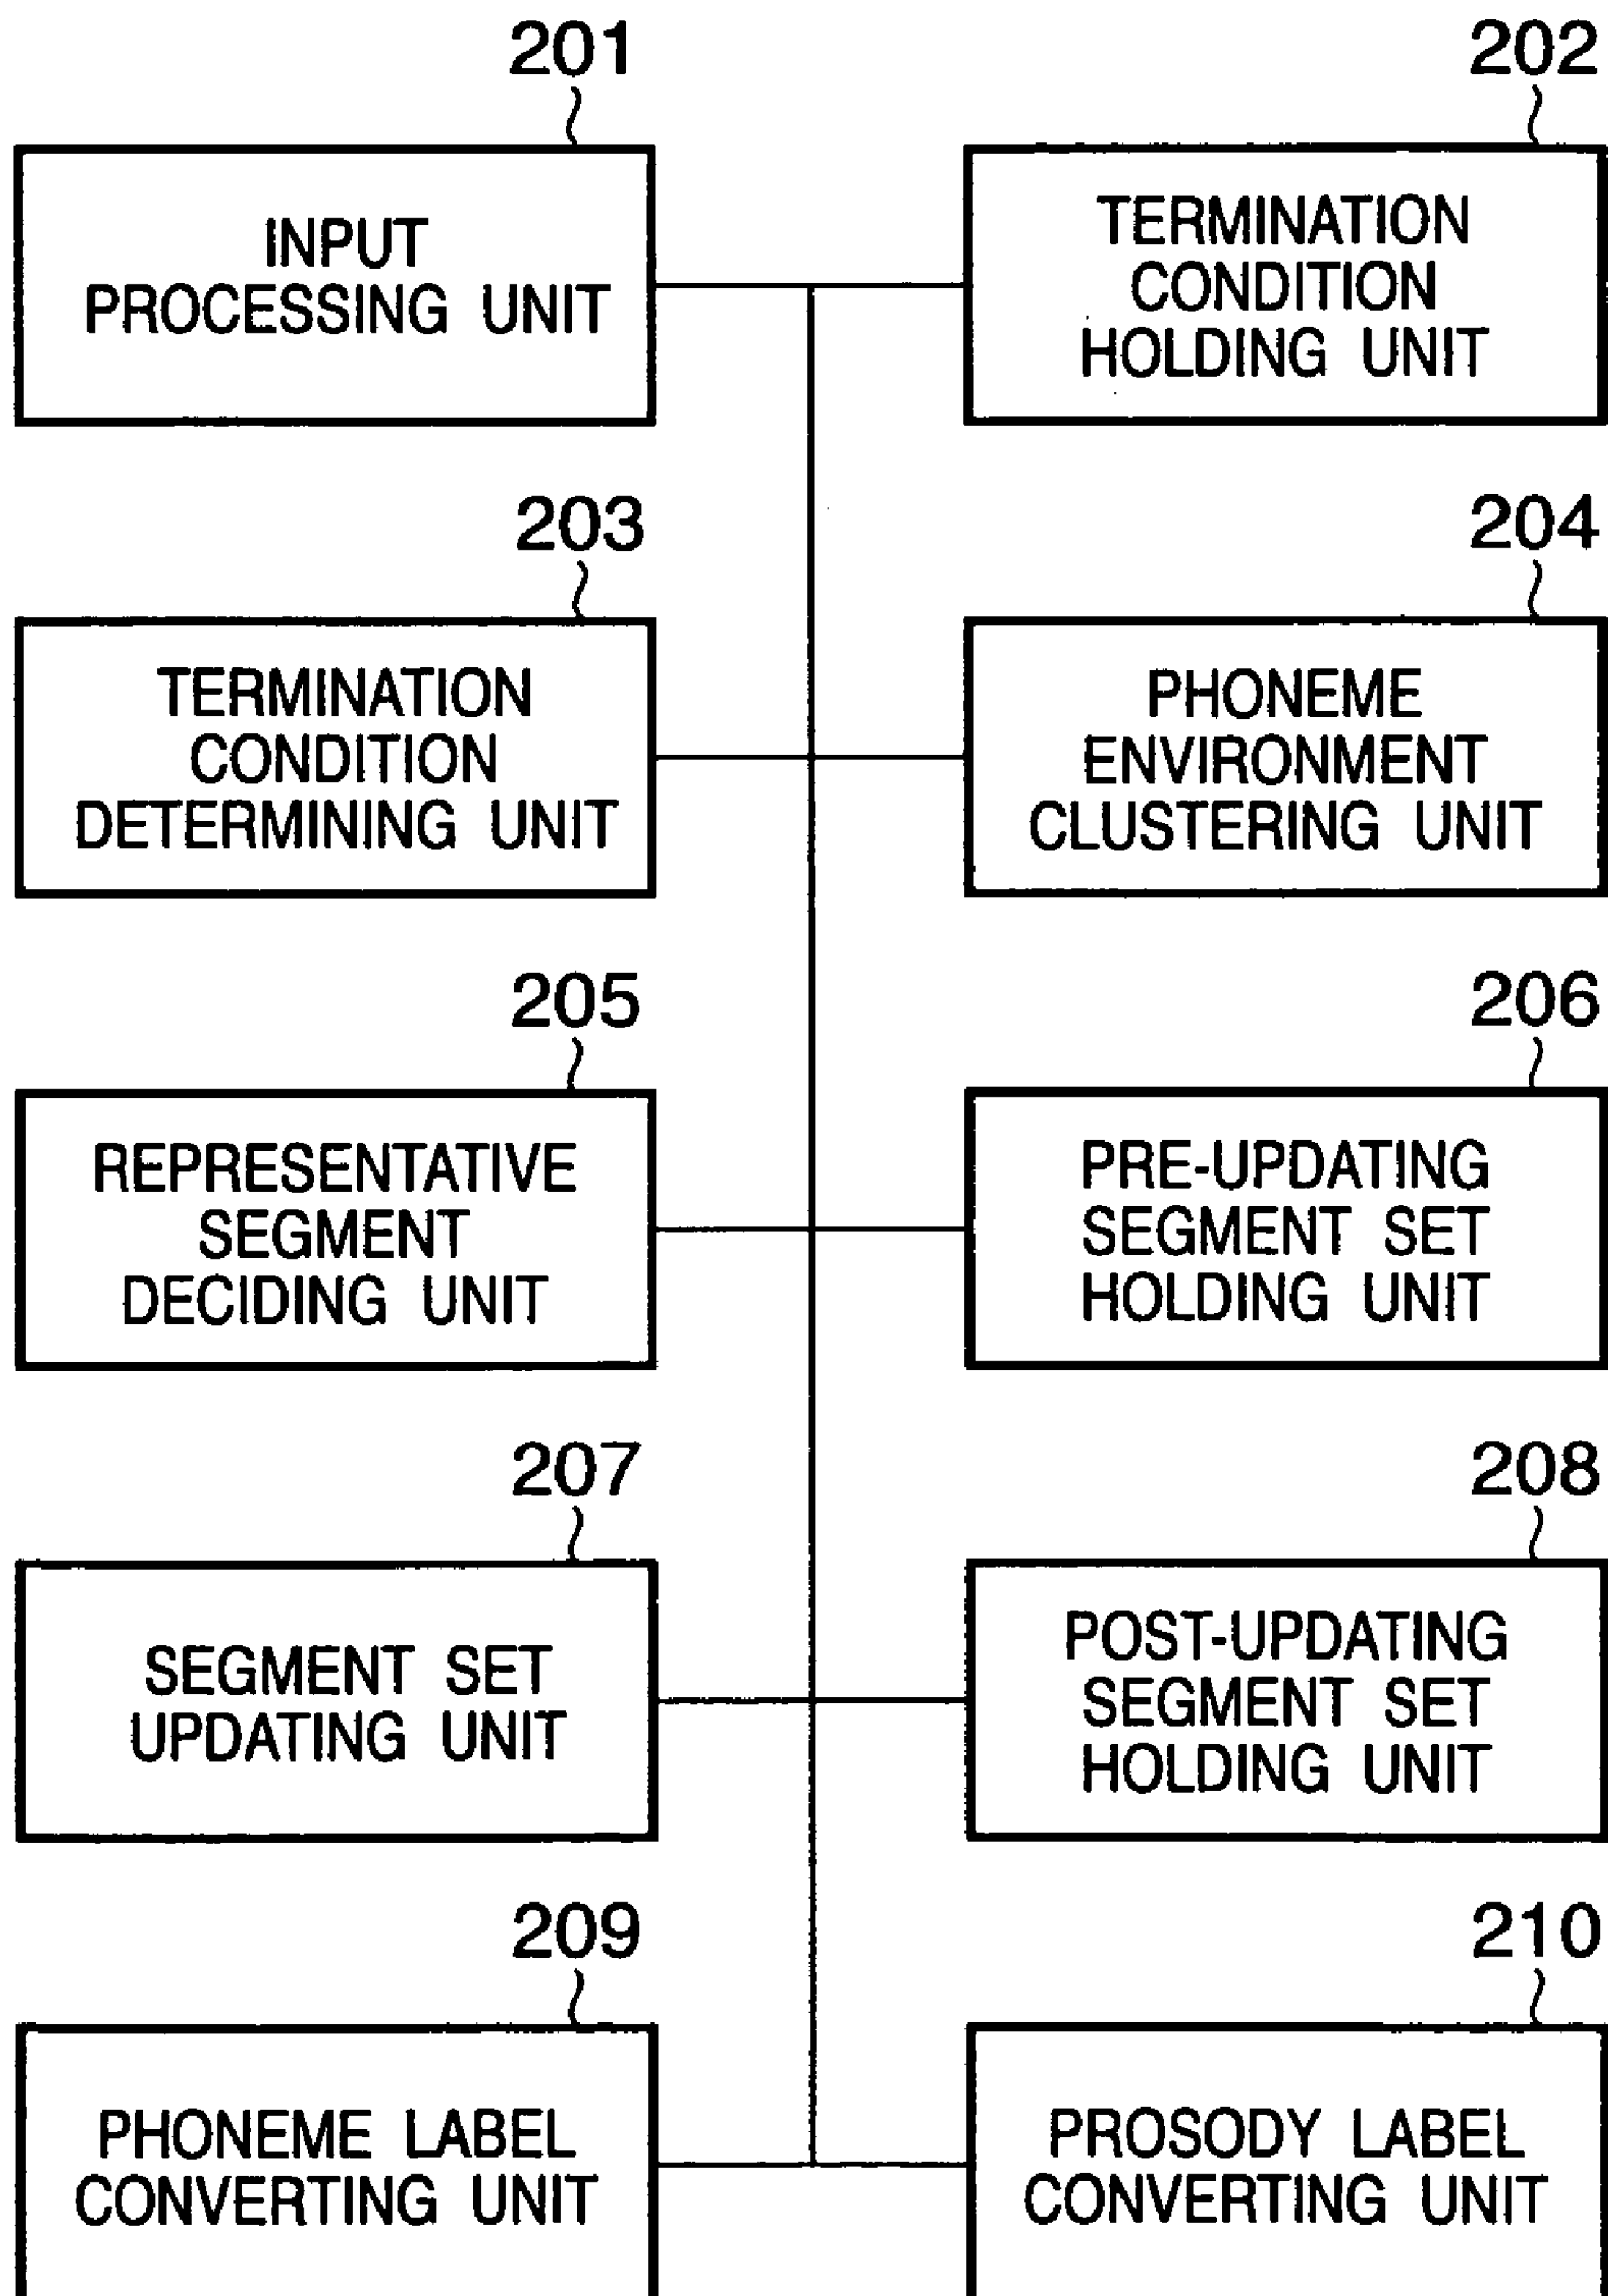 201
INPUT
PROCESSING UNIT
202
TERMINATION
CONDITION
HOLDING UNIT
203
TERMINATION
CONDITION
DETERMINING UNIT
204
PHONEME
ENVIRONMENT
CLUSTERING UNIT
205
REPRESENTATIVE
SEGMENT
DECIDING UNIT
206
PRE-UPDATING
SEGMENT SET
HOLDING UNIT
207
SEGMENT SET
UPDATING UNIT
208
POST-UPDATING
SEGMENT SET
HOLDING UNIT
209
PHONEME LABEL
CONVERTING UNIT
210
PROSODY LABEL
CONVERTING UNIT